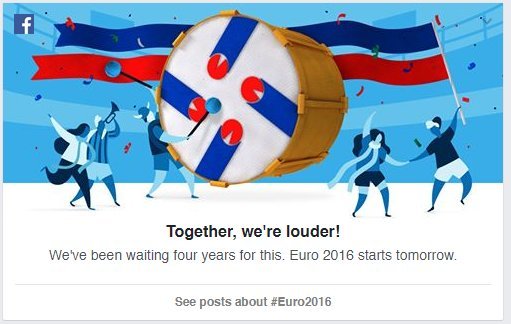 f
Together, we're louder!
We've been waiting four years for this. Euro 2016 starts tomorrow.
See posts about #Euro2016